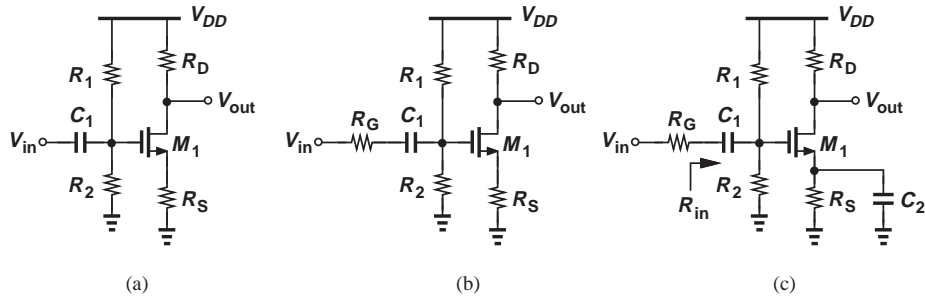 V_DD
R_1
R_D
V_out
V_in
C_1
M_1
R_2
R_S
(a)
V_DD
R_1
R_D
V_out
V_in
R_G
C_1
M_1
R_2
R_S
(b)
V_DD
R_1
R_D
V_out
V_in
R_G
C_1
M_1
R_2
R_in
R_S
C_2
(c)